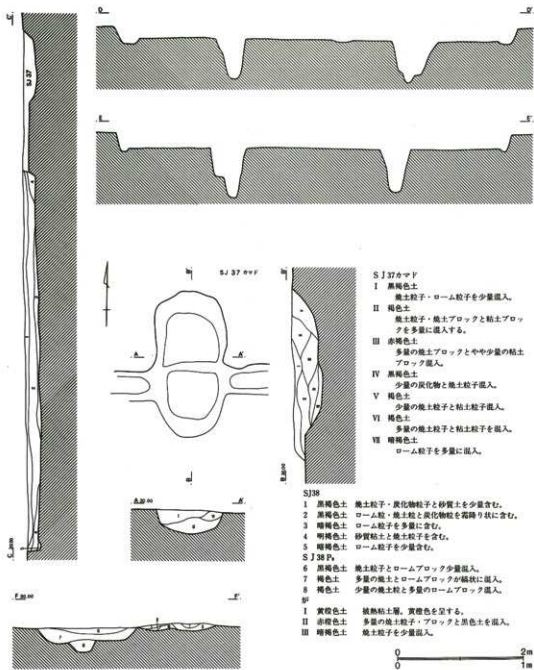 D D'
C'
SJ 37
E E'
SJ 37 カマド
B'
A A'
B
A 20.00 A'
B 20.00
C 20.00
F 20.00 F'
SJ37カマド
I 黒褐色土
焼土粒子・ローム粒子を少量混入。
II 褐色土
焼土粒子・焼土ブロックと粘土ブロッ
クを多量に混入する。
III 赤褐色土
多量の焼土ブロックとやや少量の粘土
ブロック混入。
IV 黒褐色土
少量の炭化物と焼土粒子混入。
V 褐色土
少量の焼土粒子と粘土粒子混入。
VI 褐色土
多量の焼土粒子と粘土粒子を混入。
VII 暗褐色土
ローム粒子を多量に混入。
SJ38
1 黒褐色土 焼土粒子・炭化物粒子と砂質土を少量含む。
2 黒褐色土 ローム粒・焼土粒と炭化物粒を霜降り状に含む。
3 暗褐色土 ローム粒子を多量に含む。
4 明褐色土 砂質粘土と焼土粒子を含む。
5 暗褐色土 ローム粒子を少量含む。
SJ38
6 黒褐色土 焼土粒子とロームブロック少量混入。
7 褐色土 多量の焼土とロームブロックが縞状に混入。
8 褐色土 少量の焼土粒と多量のロームブロック混入。
炉
I 黄橙色土 被熱粘土層。黄橙色を呈する。
II 赤橙色土 多量の焼土粒子・ブロックと黒色土を混入。
III 暗褐色土 焼土粒子を少量混入。
0 2m
0 1m